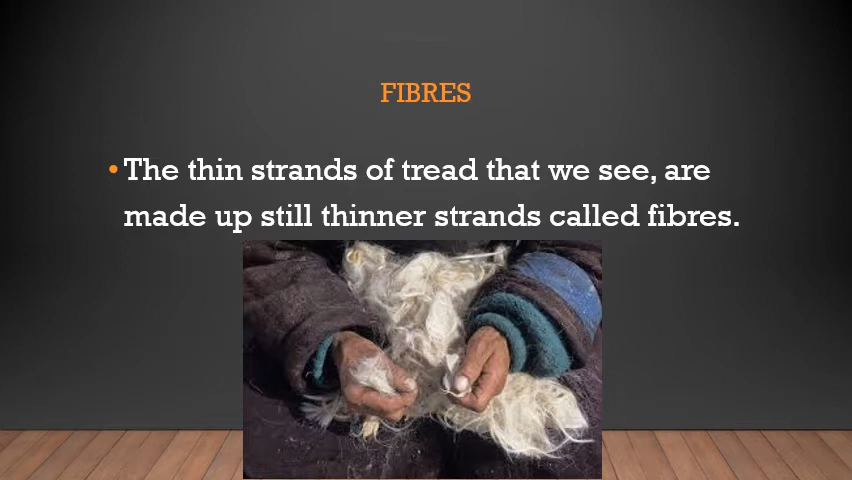 FIBRES
• The thin strands of tread that we see, are
made up still thinner strands called fibres.